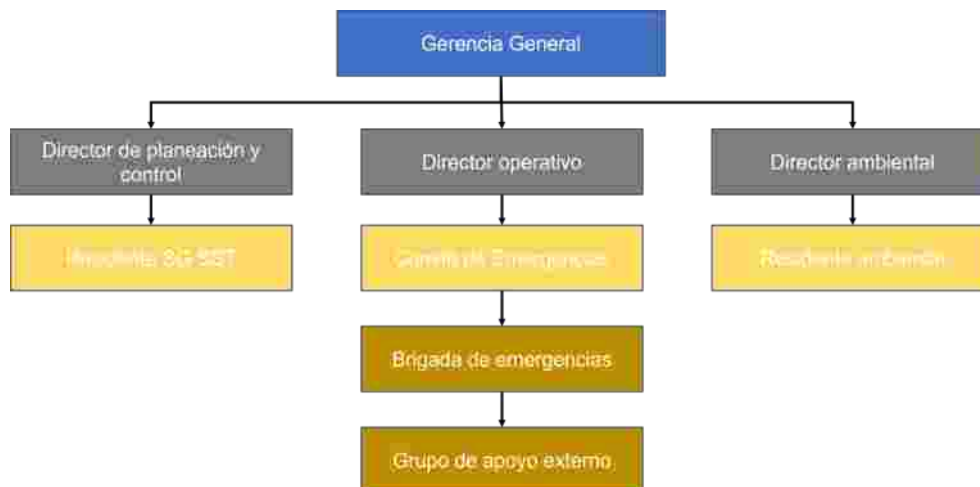 Gerencia General
Director de planeación y
control
Director operativo
Director ambiental
SG-SST
Comité de Emergencias
Residente ambiental
Brigada de emergencias
Grupo de apoyo externo